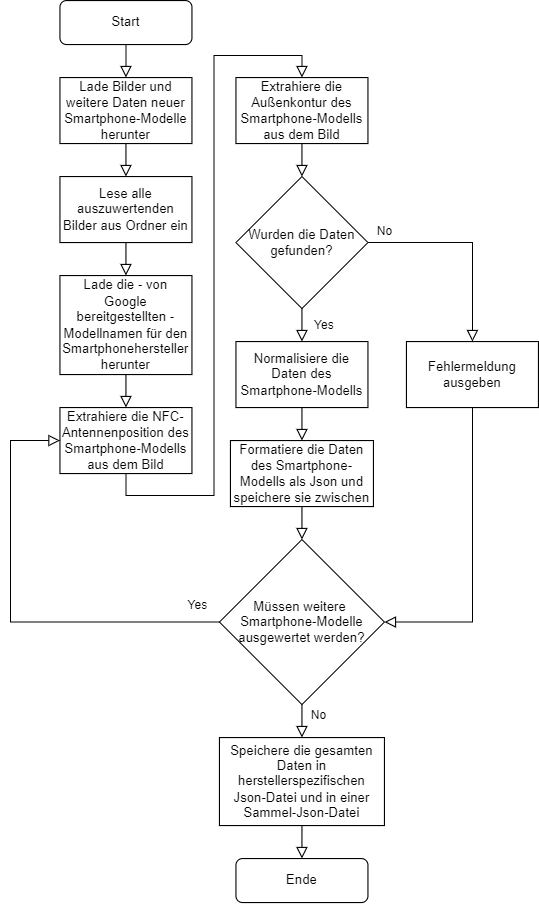 Start
Lade Bilder und
weitere Daten neuer
Smartphone-Modelle
herunter
Lese alle
auszuwertenden
Bilder aus Ordner ein
Lade die - von
Google
bereitgestellten -
Modellnamen für den
Smartphonehersteller
herunter
Extrahiere die NFC-
Antennenposition des
Smartphone-Modells
aus dem Bild
Extrahiere die
Außenkontur des
Smartphone-Modells
aus dem Bild
Wurden die Daten
gefunden?
No
Yes
Normalisiere die
Daten des
Smartphone-Modells
Fehlermeldung
ausgeben
Formatiere die Daten
des Smartphone-
Modells als Json und
speichere sie zwischen
Müssen weitere
Smartphone-Modelle
ausgewertet werden?
Yes
No
Speichere die gesamten
Daten in
herstellerspezifischen
Json-Datei und in einer
Sammel-Json-Datei
Ende